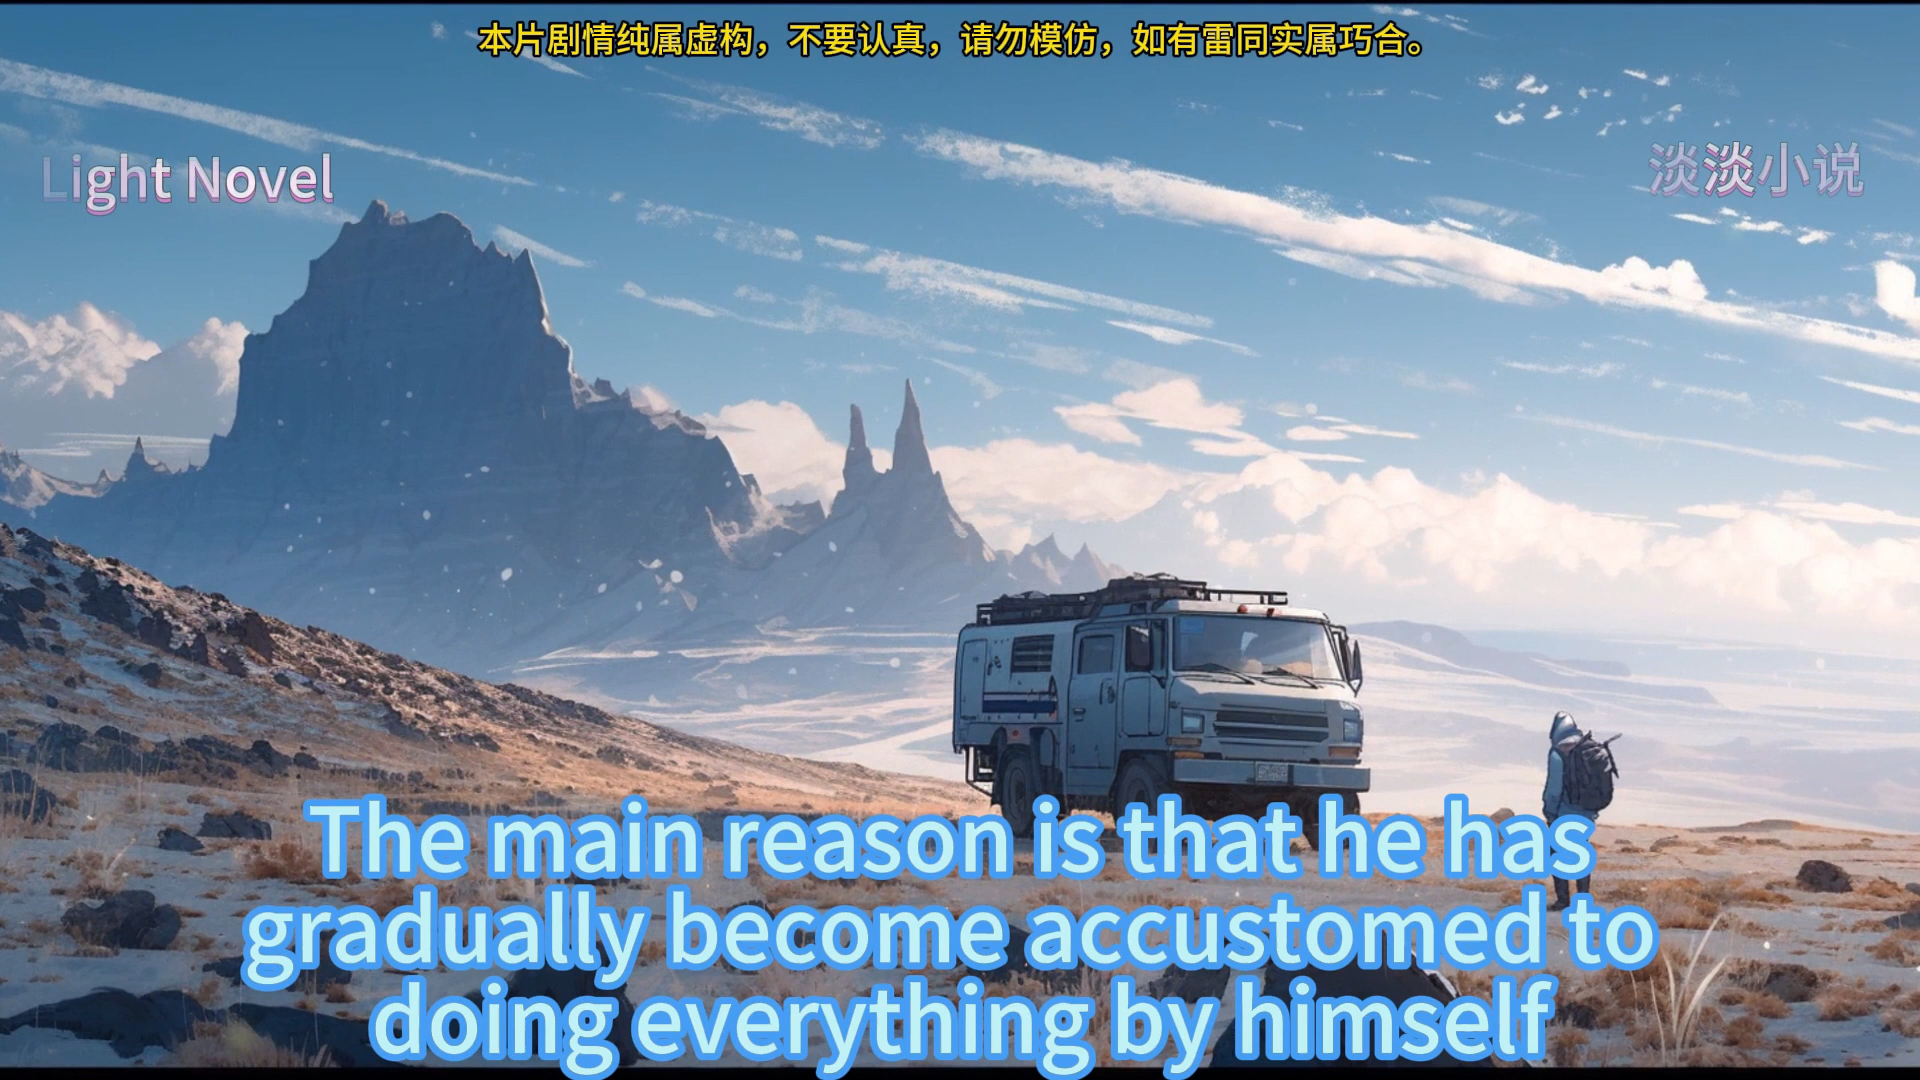 本片剧情纯属虚构，不要认真，请勿模仿，如有雷同实属巧合。
Light Novel
淡淡小说
The main reason is that he has
gradually become accustomed to
doing everything by himself